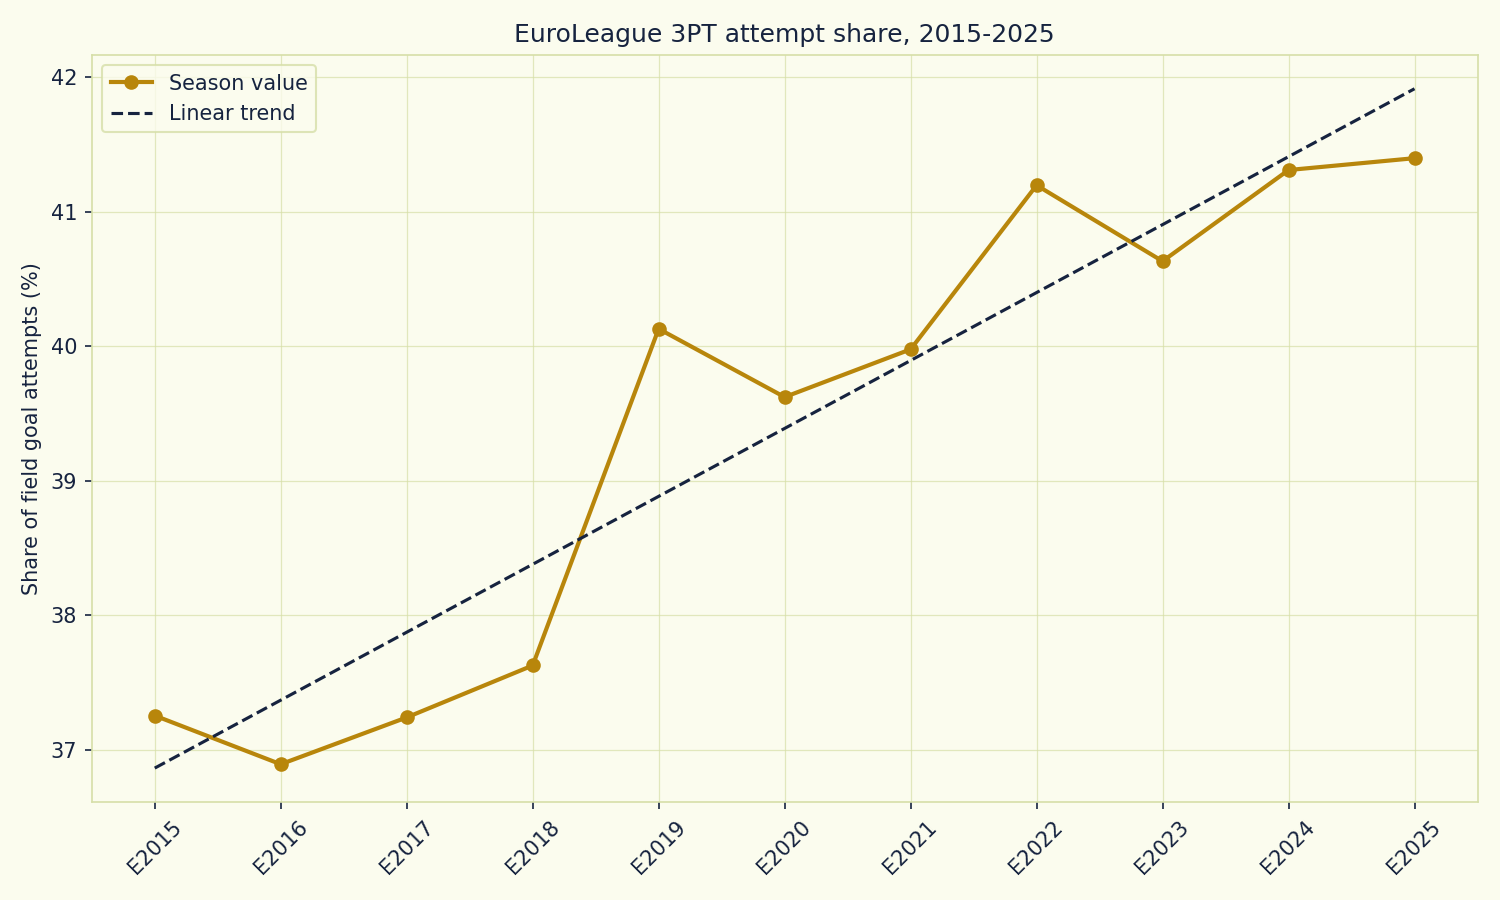 EuroLeague 3PT attempt share, 2015-2025
Season value
Linear trend
Share of field goal attempts (%)
42
41
40
39
38
37
E2015
E2016
E2017
E2018
E2019
E2020
E2021
E2022
E2023
E2024
E2025